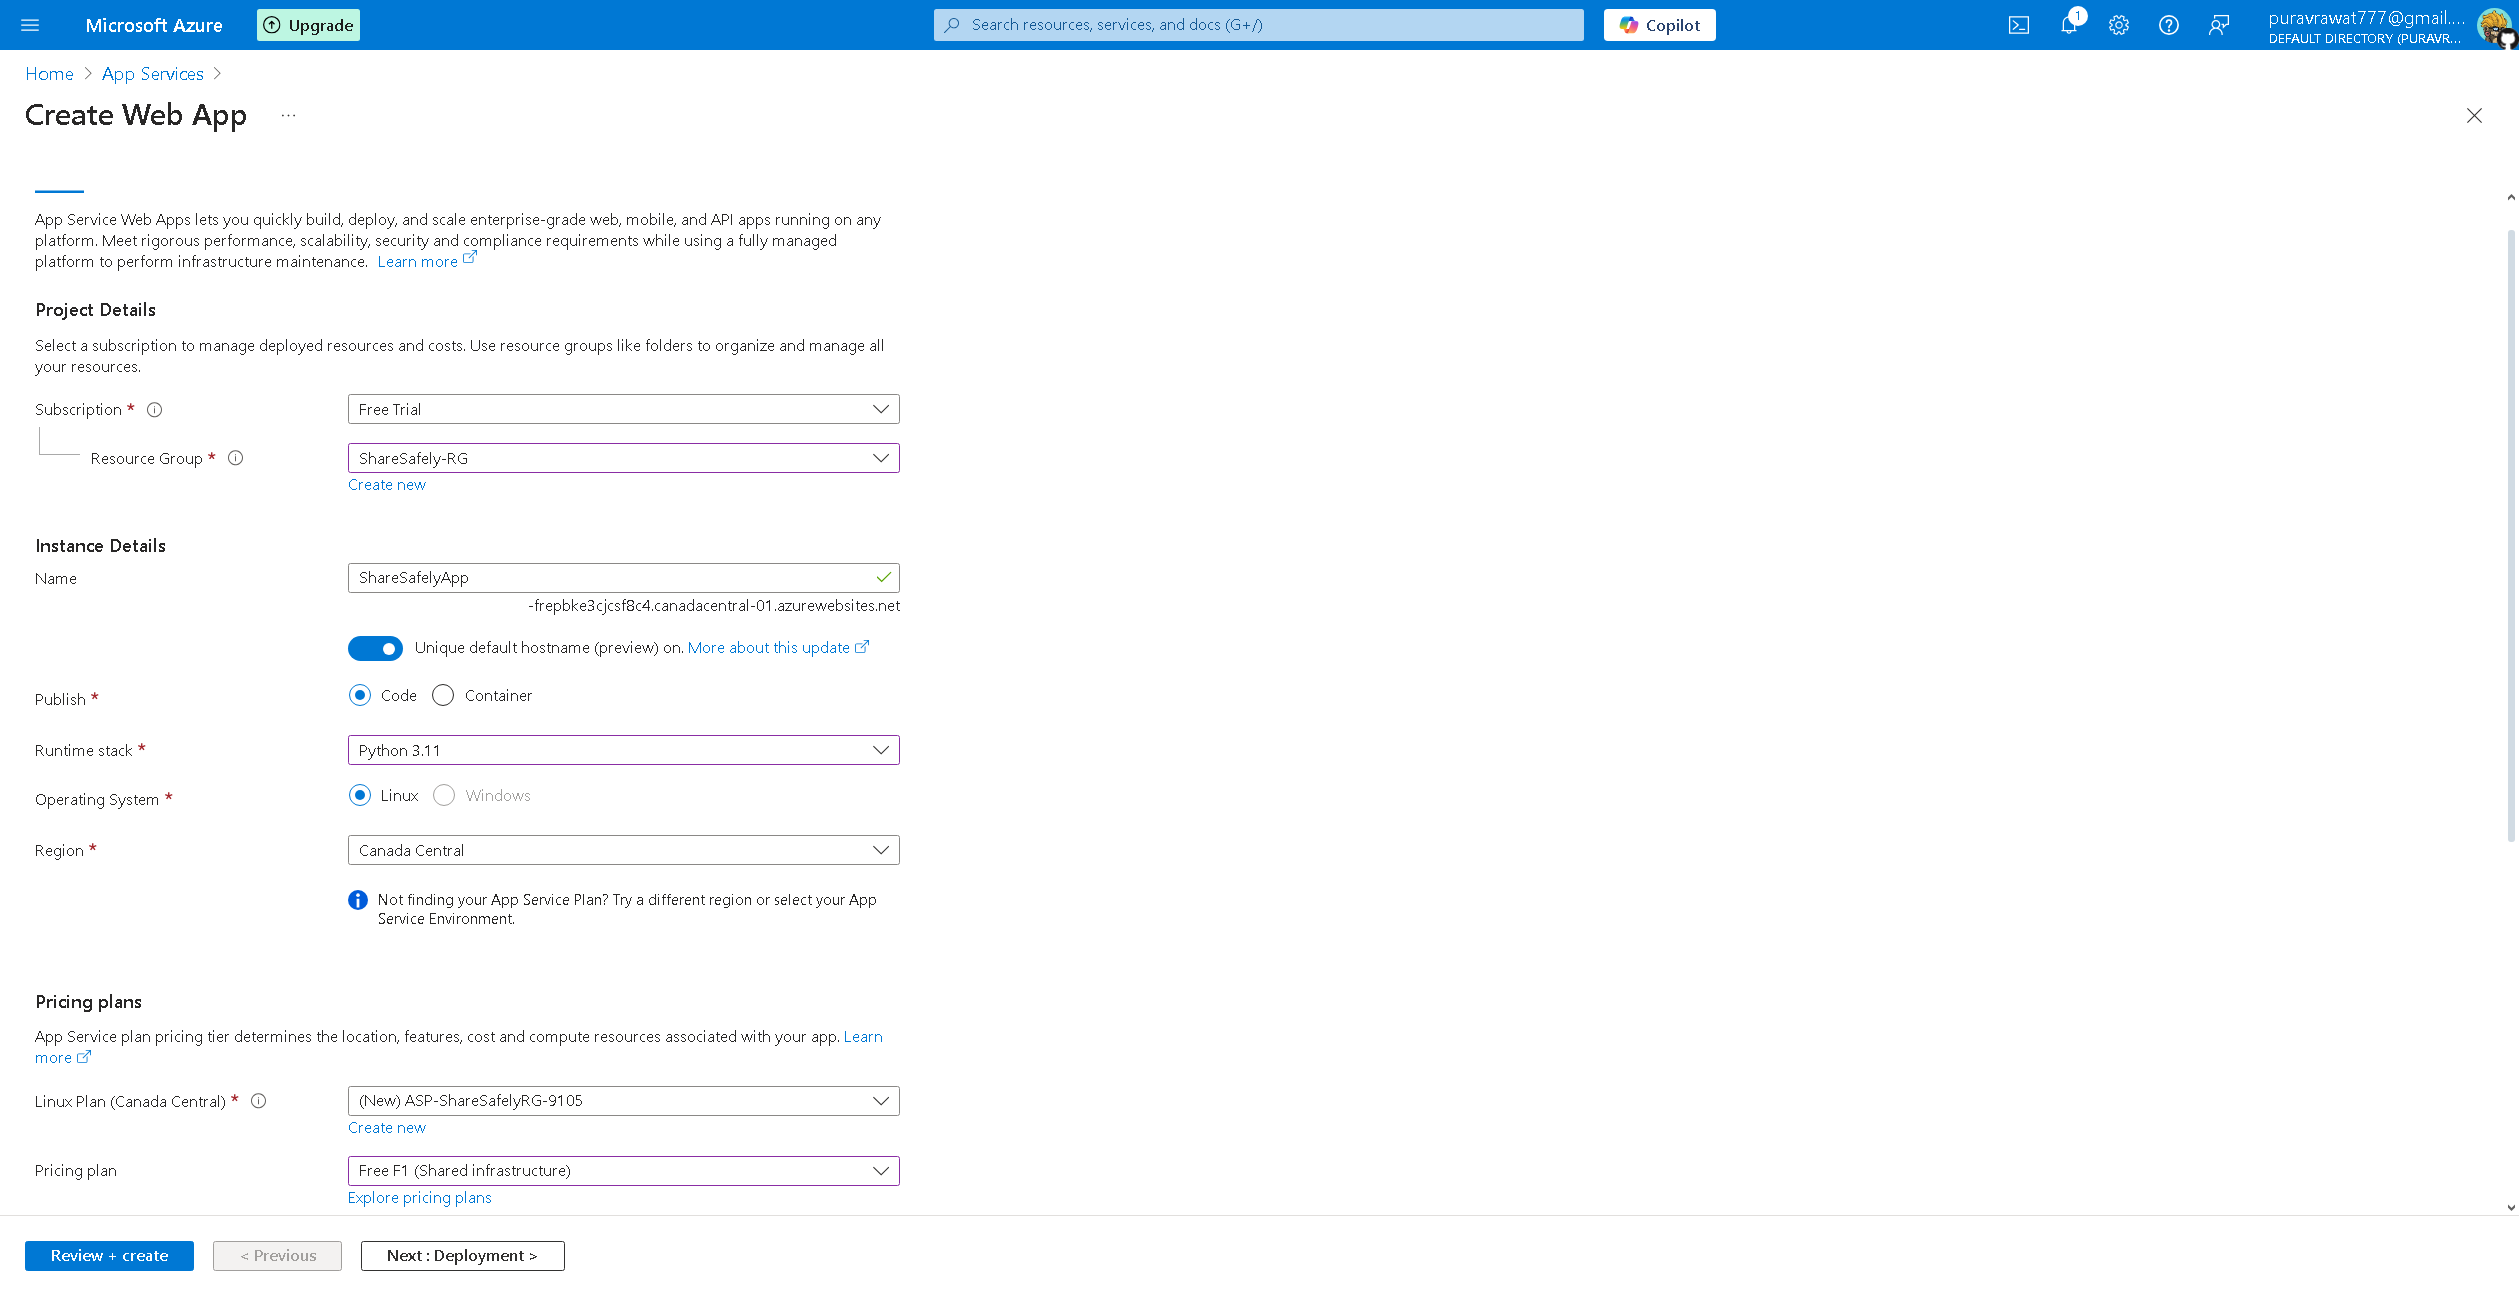 Microsoft Azure
Upgrade
Search resources, services, and docs (G+/)
Copilot
1
puravrawat777@gmail....
DEFAULT DIRECTORY (PURAVR...
Home > App Services >
Create Web App ...
App Service Web Apps lets you quickly build, deploy, and scale enterprise-grade web, mobile, and API apps running on any
platform. Meet rigorous performance, scalability, security and compliance requirements while using a fully managed
platform to perform infrastructure maintenance. Learn more
Project Details
Select a subscription to manage deployed resources and costs. Use resource groups like folders to organize and manage all
your resources.
Subscription *
Free Trial
Resource Group *
ShareSafely-RG
Create new
Instance Details
Name
ShareSafelyApp
-frepbke3cjcsf8c4.canadacentral-01.azurewebsites.net
Unique default hostname (preview) on. More about this update
Publish *
Code
Container
Runtime stack *
Python 3.11
Operating System *
Linux
Windows
Region *
Canada Central
Not finding your App Service Plan? Try a different region or select your App
Service Environment.
Pricing plans
App Service plan pricing tier determines the location, features, cost and compute resources associated with your app. Learn
more
Linux Plan (Canada Central) *
(New) ASP-ShareSafelyRG-9105
Create new
Pricing plan
Free F1 (Shared infrastructure)
Explore pricing plans
Review + create
< Previous
Next : Deployment >